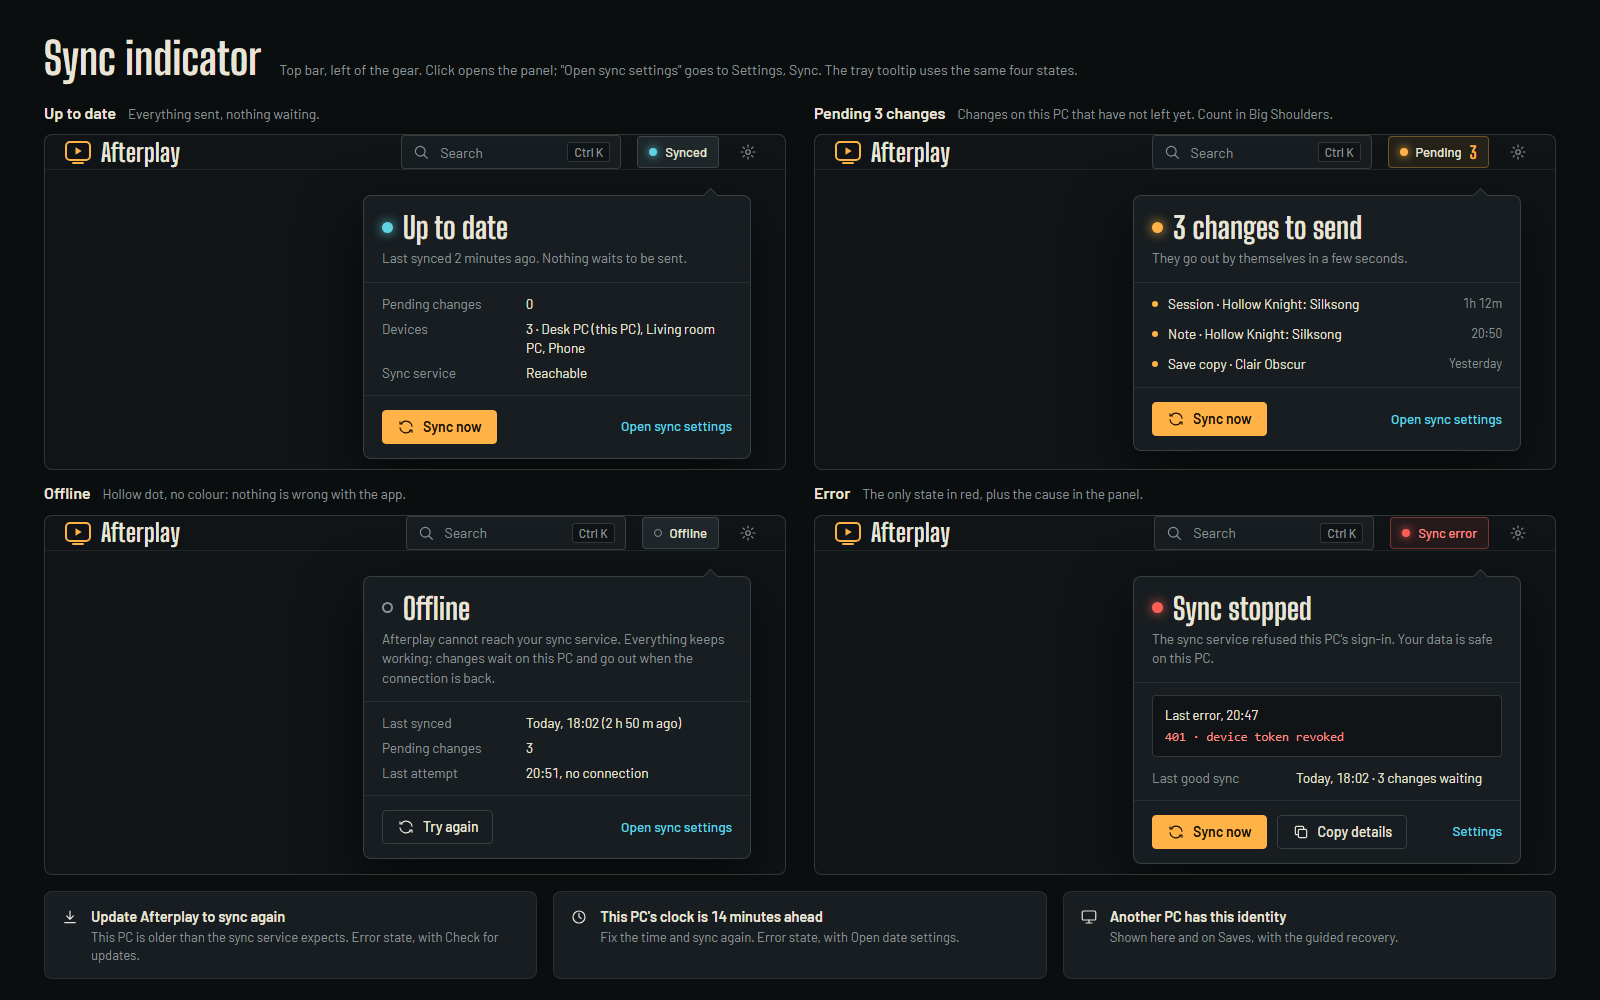 Sync indicator
Top bar, left of the gear. Click opens the panel; "Open sync settings" goes to Settings, Sync. The tray tooltip uses the same four states.
Up to date
Everything sent, nothing waiting.
Afterplay
Search
Ctrl K
Synced
Up to date
Last synced 2 minutes ago. Nothing waits to be sent.
Pending changes
0
Devices
3 · Desk PC (this PC), Living room
PC, Phone
Sync service
Reachable
Sync now
Open sync settings
Pending 3 changes
Changes on this PC that have not left yet. Count in Big Shoulders.
Afterplay
Search
Ctrl K
Pending 3
3 changes to send
They go out by themselves in a few seconds.
Session · Hollow Knight: Silksong
1h 12m
Note · Hollow Knight: Silksong
20:50
Save copy · Clair Obscur
Yesterday
Sync now
Open sync settings
Offline
Hollow dot, no colour: nothing is wrong with the app.
Afterplay
Search
Ctrl K
Offline
Offline
Afterplay cannot reach your sync service. Everything keeps
working; changes wait on this PC and go out when the
connection is back.
Last synced
Today, 18:02 (2 h 50 m ago)
Pending changes
3
Last attempt
20:51, no connection
Try again
Open sync settings
Error
The only state in red, plus the cause in the panel.
Afterplay
Search
Ctrl K
Sync error
Sync stopped
The sync service refused this PC's sign-in. Your data is safe
on this PC.
Last error, 20:47
401 · device token revoked
Last good sync
Today, 18:02 · 3 changes waiting
Sync now
Copy details
Settings
Update Afterplay to sync again
This PC is older than the sync service expects. Error state, with Check for
updates.
This PC's clock is 14 minutes ahead
Fix the time and sync again. Error state, with Open date settings.
Another PC has this identity
Shown here and on Saves, with the guided recovery.